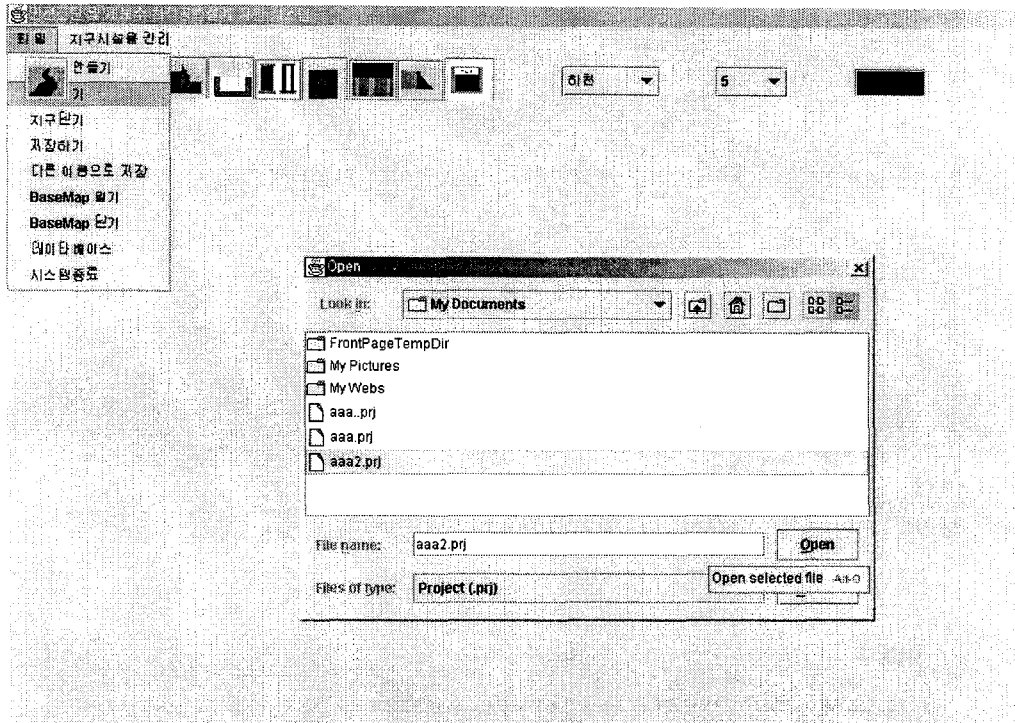 파일 지구시설물 관리
만들기
기
지구닫기
저장하기
다른 이름으로 저장
BaseMap 열기
BaseMap 닫기
데이타베이스
시스템종료
하천 5
Open
Look in: My Documents
FrontPageTempDir
My Pictures
My Webs
aaa..prj
aaa.prj
aaa2.prj
File name: aaa2.prj Open
Open selected file Alt-O
Files of type: Project (.prj)